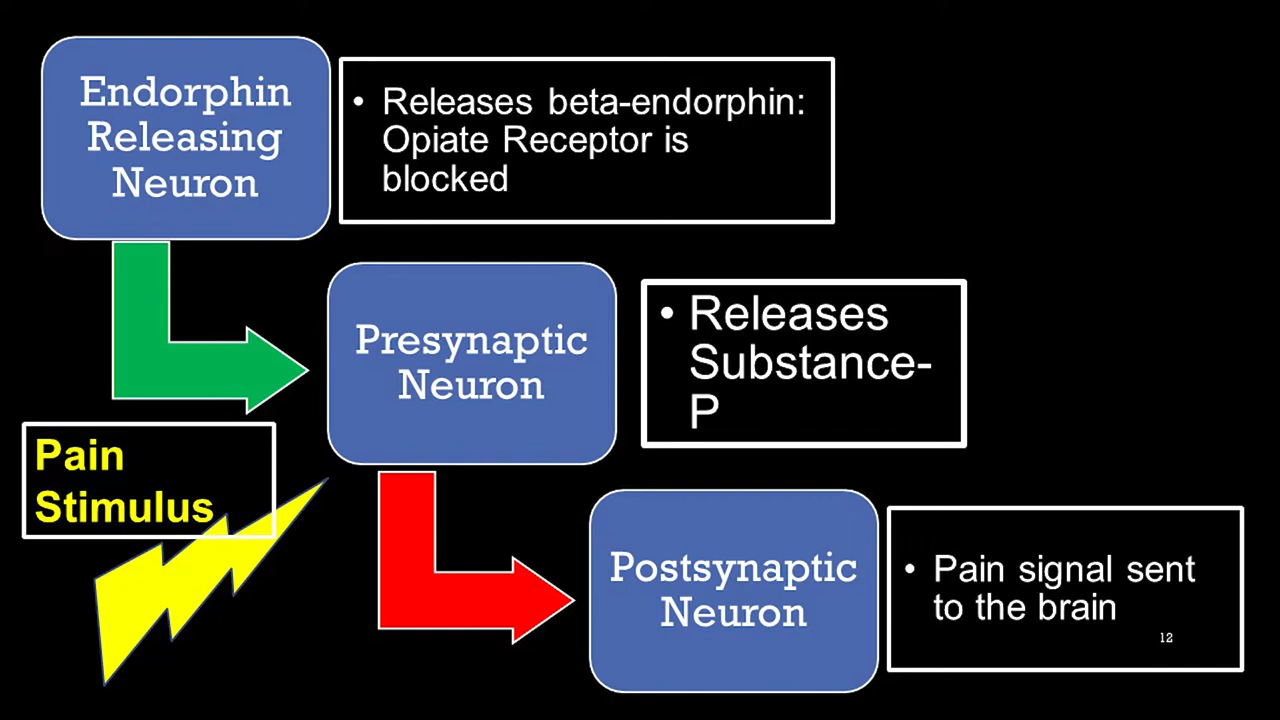 Endorphin
Releasing
Neuron
• Releases beta-endorphin:
Opiate Receptor is
blocked
Presynaptic
Neuron
• Releases
Substance-
P
Pain
Stimulus
Postsynaptic
Neuron
• Pain signal sent
to the brain
12